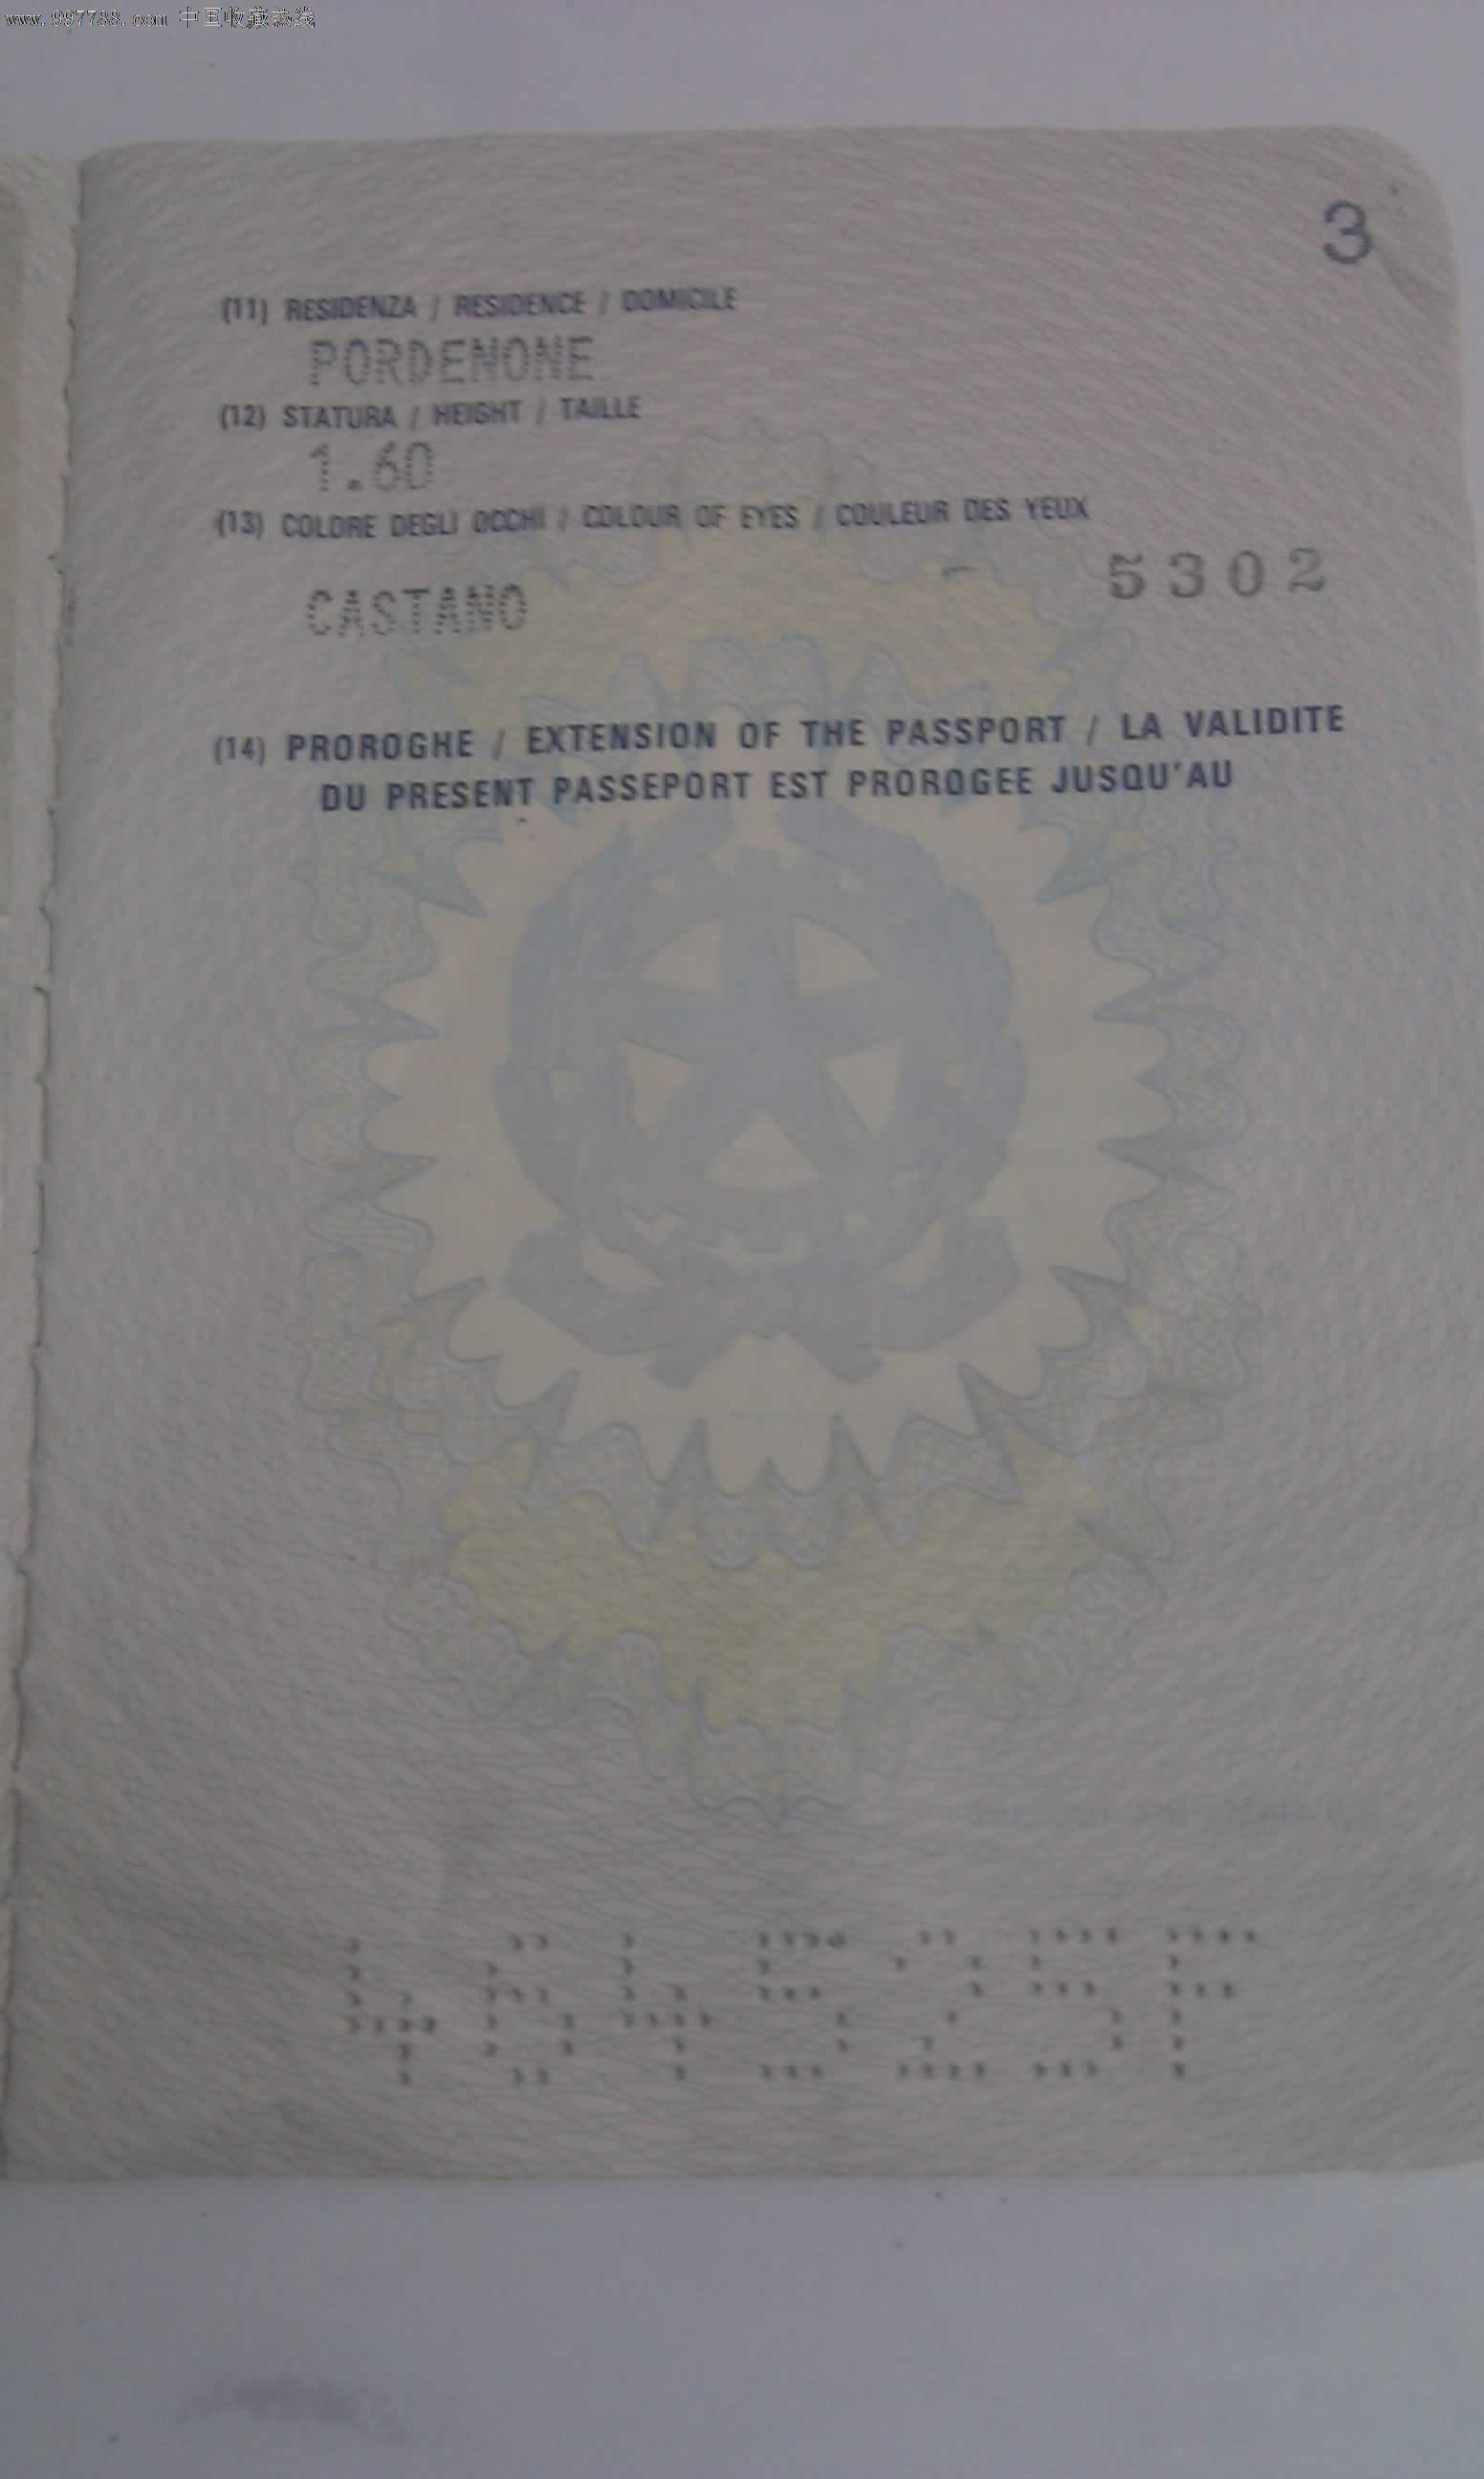 www.997788.com 中国收藏热线
3
(11) RESIDENZA / RESIDENCE / DOMICILE
PORDENONE
(12) STATURA / HEIGHT / TAILLE
1.60
(13) COLORE DEGLI OCCHI / COLOUR OF EYES / COULEUR DES YEUX
CASTANO
5302
(14) PROROGHE / EXTENSION OF THE PASSPORT / LA VALIDITE
DU PRESENT PASSEPORT EST PROROGEE JUSQU'AU